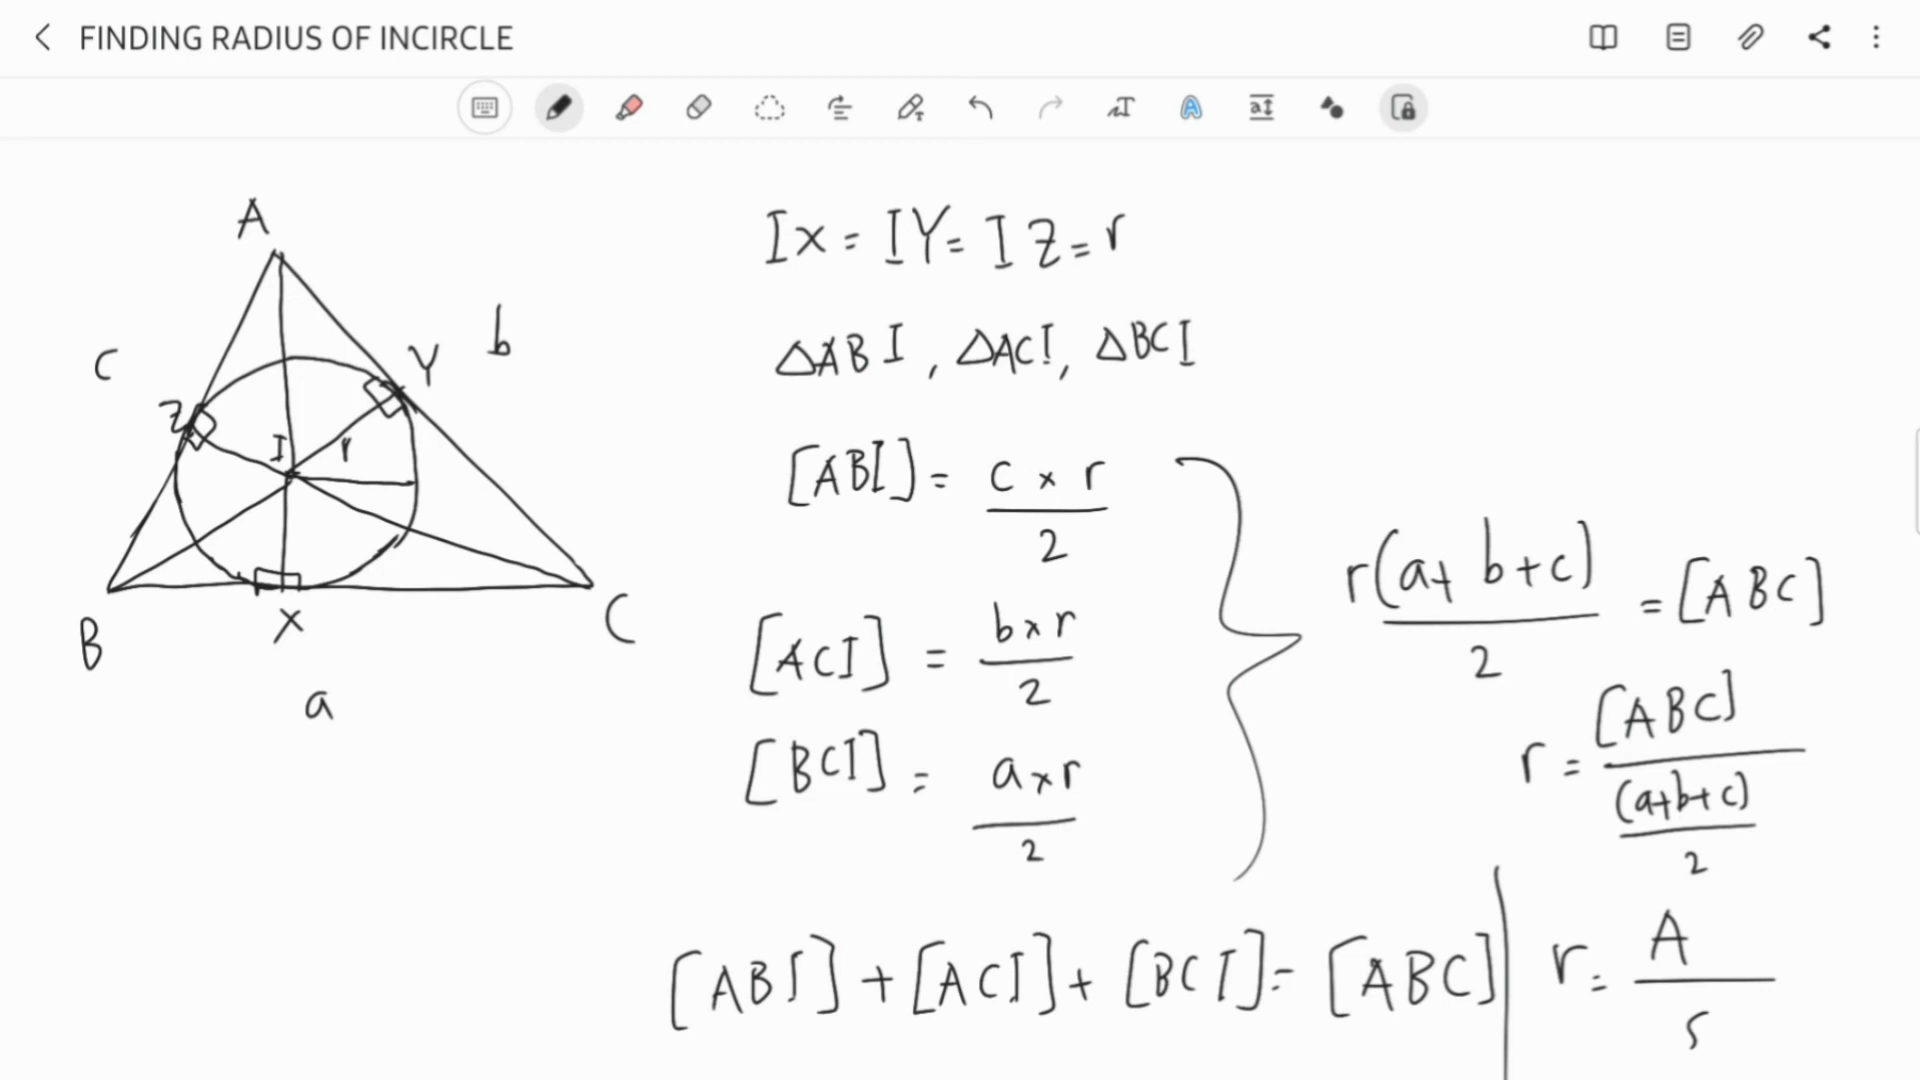 FINDING RADIUS OF INCIRCLE
A
c
b
Z
Y
I
r
B
X
C
a
IX = IY = IZ = r
△ABI, △ACI, △BCI
[ABI] = c × r / 2
[ACI] = b × r / 2
[BCI] = a × r / 2
r(a + b + c) / 2 = [ABC]
r = [ABC] / (a+b+c) / 2
[ABI] + [ACI] + [BCI] = [ABC]
r = A / s